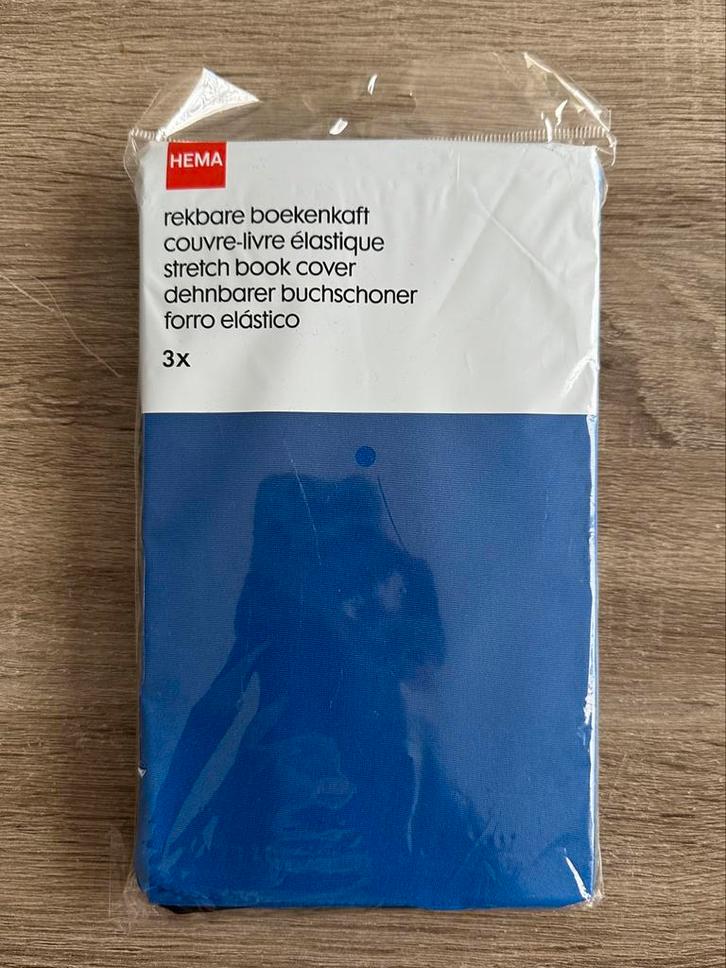 HEMA
rekbare boekenkaft
couvre-livre élastique
stretch book cover
dehnbarer buchschoner
forro elástico
3x